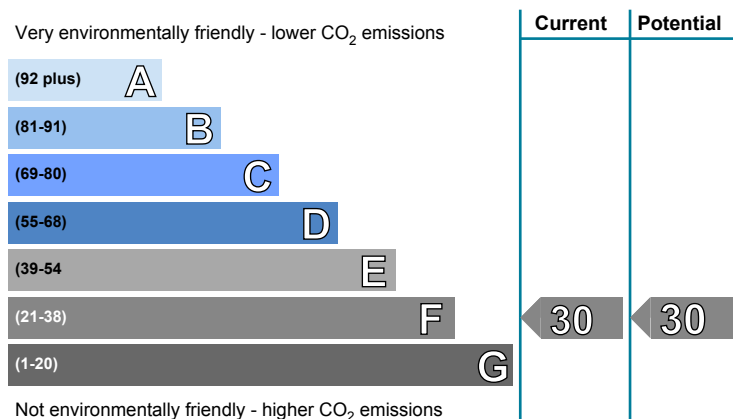 Current Potential
Very environmentally friendly - lower CO2 emissions
(92 plus) A
(81-91) B
(69-80) C
(55-68) D
(39-54 E
(21-38) F 30 30
(1-20) G
Not environmentally friendly - higher CO2 emissions